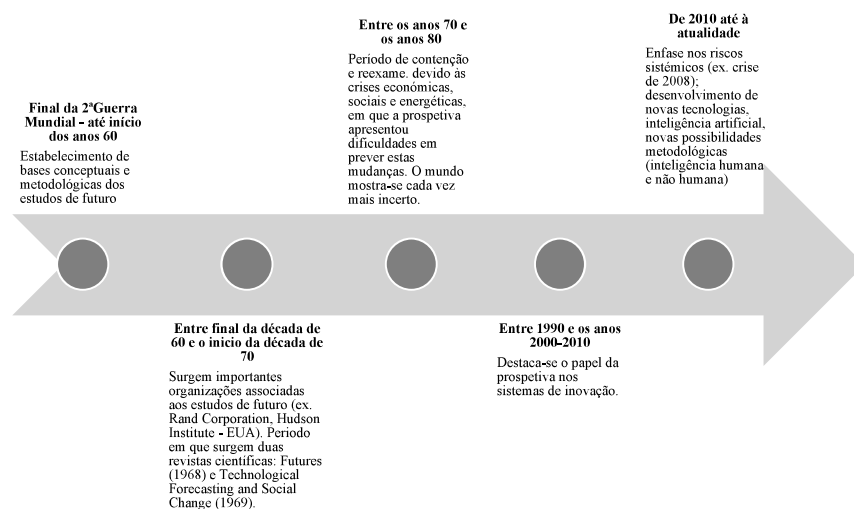 Final da 2ªGuerra
Mundial - até início
dos anos 60
Estabelecimento de
bases conceptuais e
metodológicas dos
estudos de futuro
Entre final da década de
60 e o inicio da década de
70
Surgem importantes
organizações associadas
aos estudos de futuro (ex.
Rand Corporation, Hudson
Institute - EUA). Periodo
em que surgem duas
revistas científicas: Futures
(1968) e Technological
Forecasting and Social
Change (1969).
Entre os anos 70 e
os anos 80
Período de contenção
e reexame. devido às
crises económicas,
sociais e energéticas,
em que a prospetiva
apresentou
dificuldades em
prever estas
mudanças. O mundo
mostra-se cada vez
mais incerto.
Entre 1990 e os anos
2000-2010
Destaca-se o papel da
prospetiva nos
sistemas de inovação.
De 2010 até à
atualidade
Enfase nos riscos
sistémicos (ex. crise
de 2008);
desenvolvimento de
novas tecnologias,
inteligência artificial,
novas possibilidades
metodológicas
(inteligência humana
e não humana)